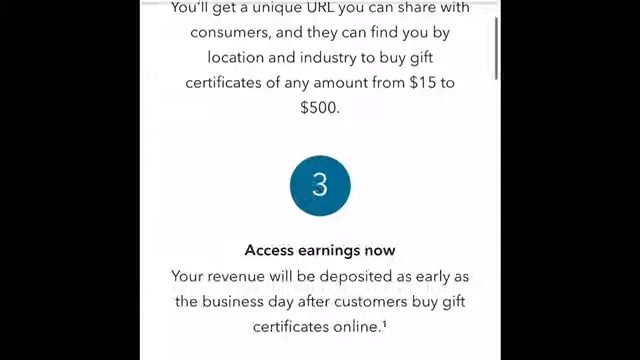 You'll get a unique URL you can share with
consumers, and they can find you by
location and industry to buy gift
certificates of any amount from $15 to
$500.
3
Access earnings now
Your revenue will be deposited as early as
the business day after customers buy gift
certificates online.¹